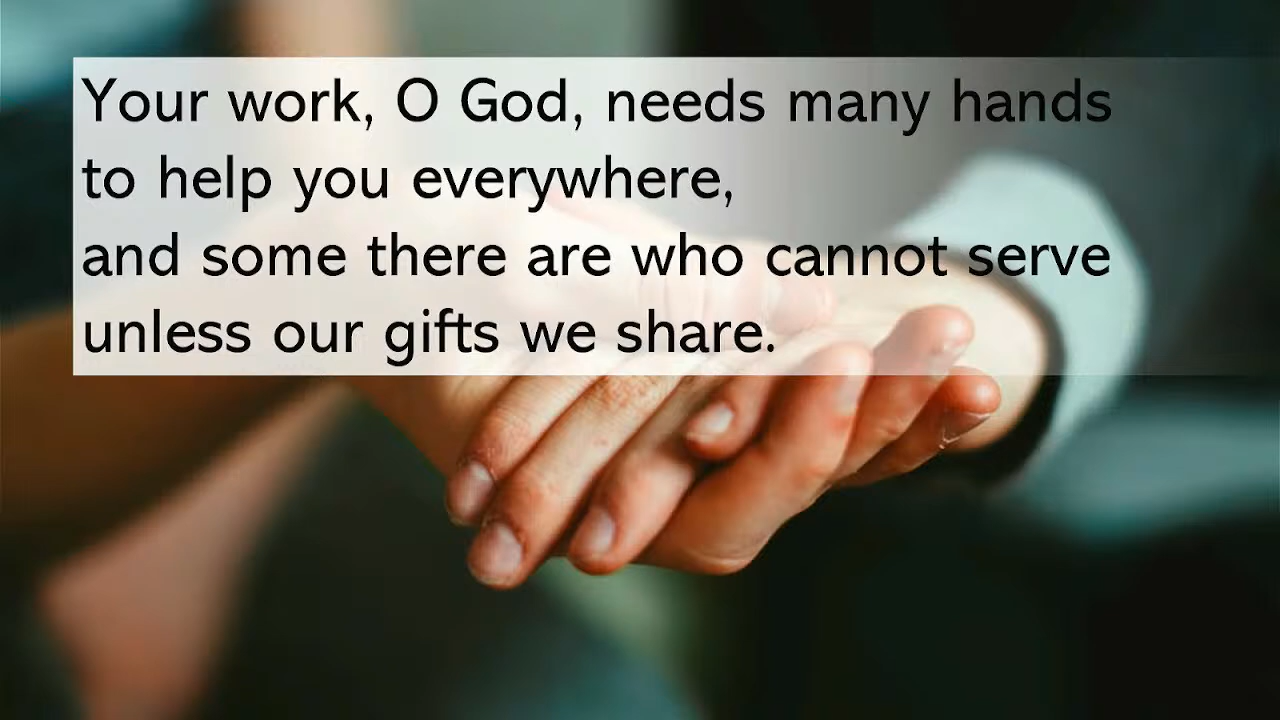 Your work, O God, needs many hands
to help you everywhere,
and some there are who cannot serve
unless our gifts we share.